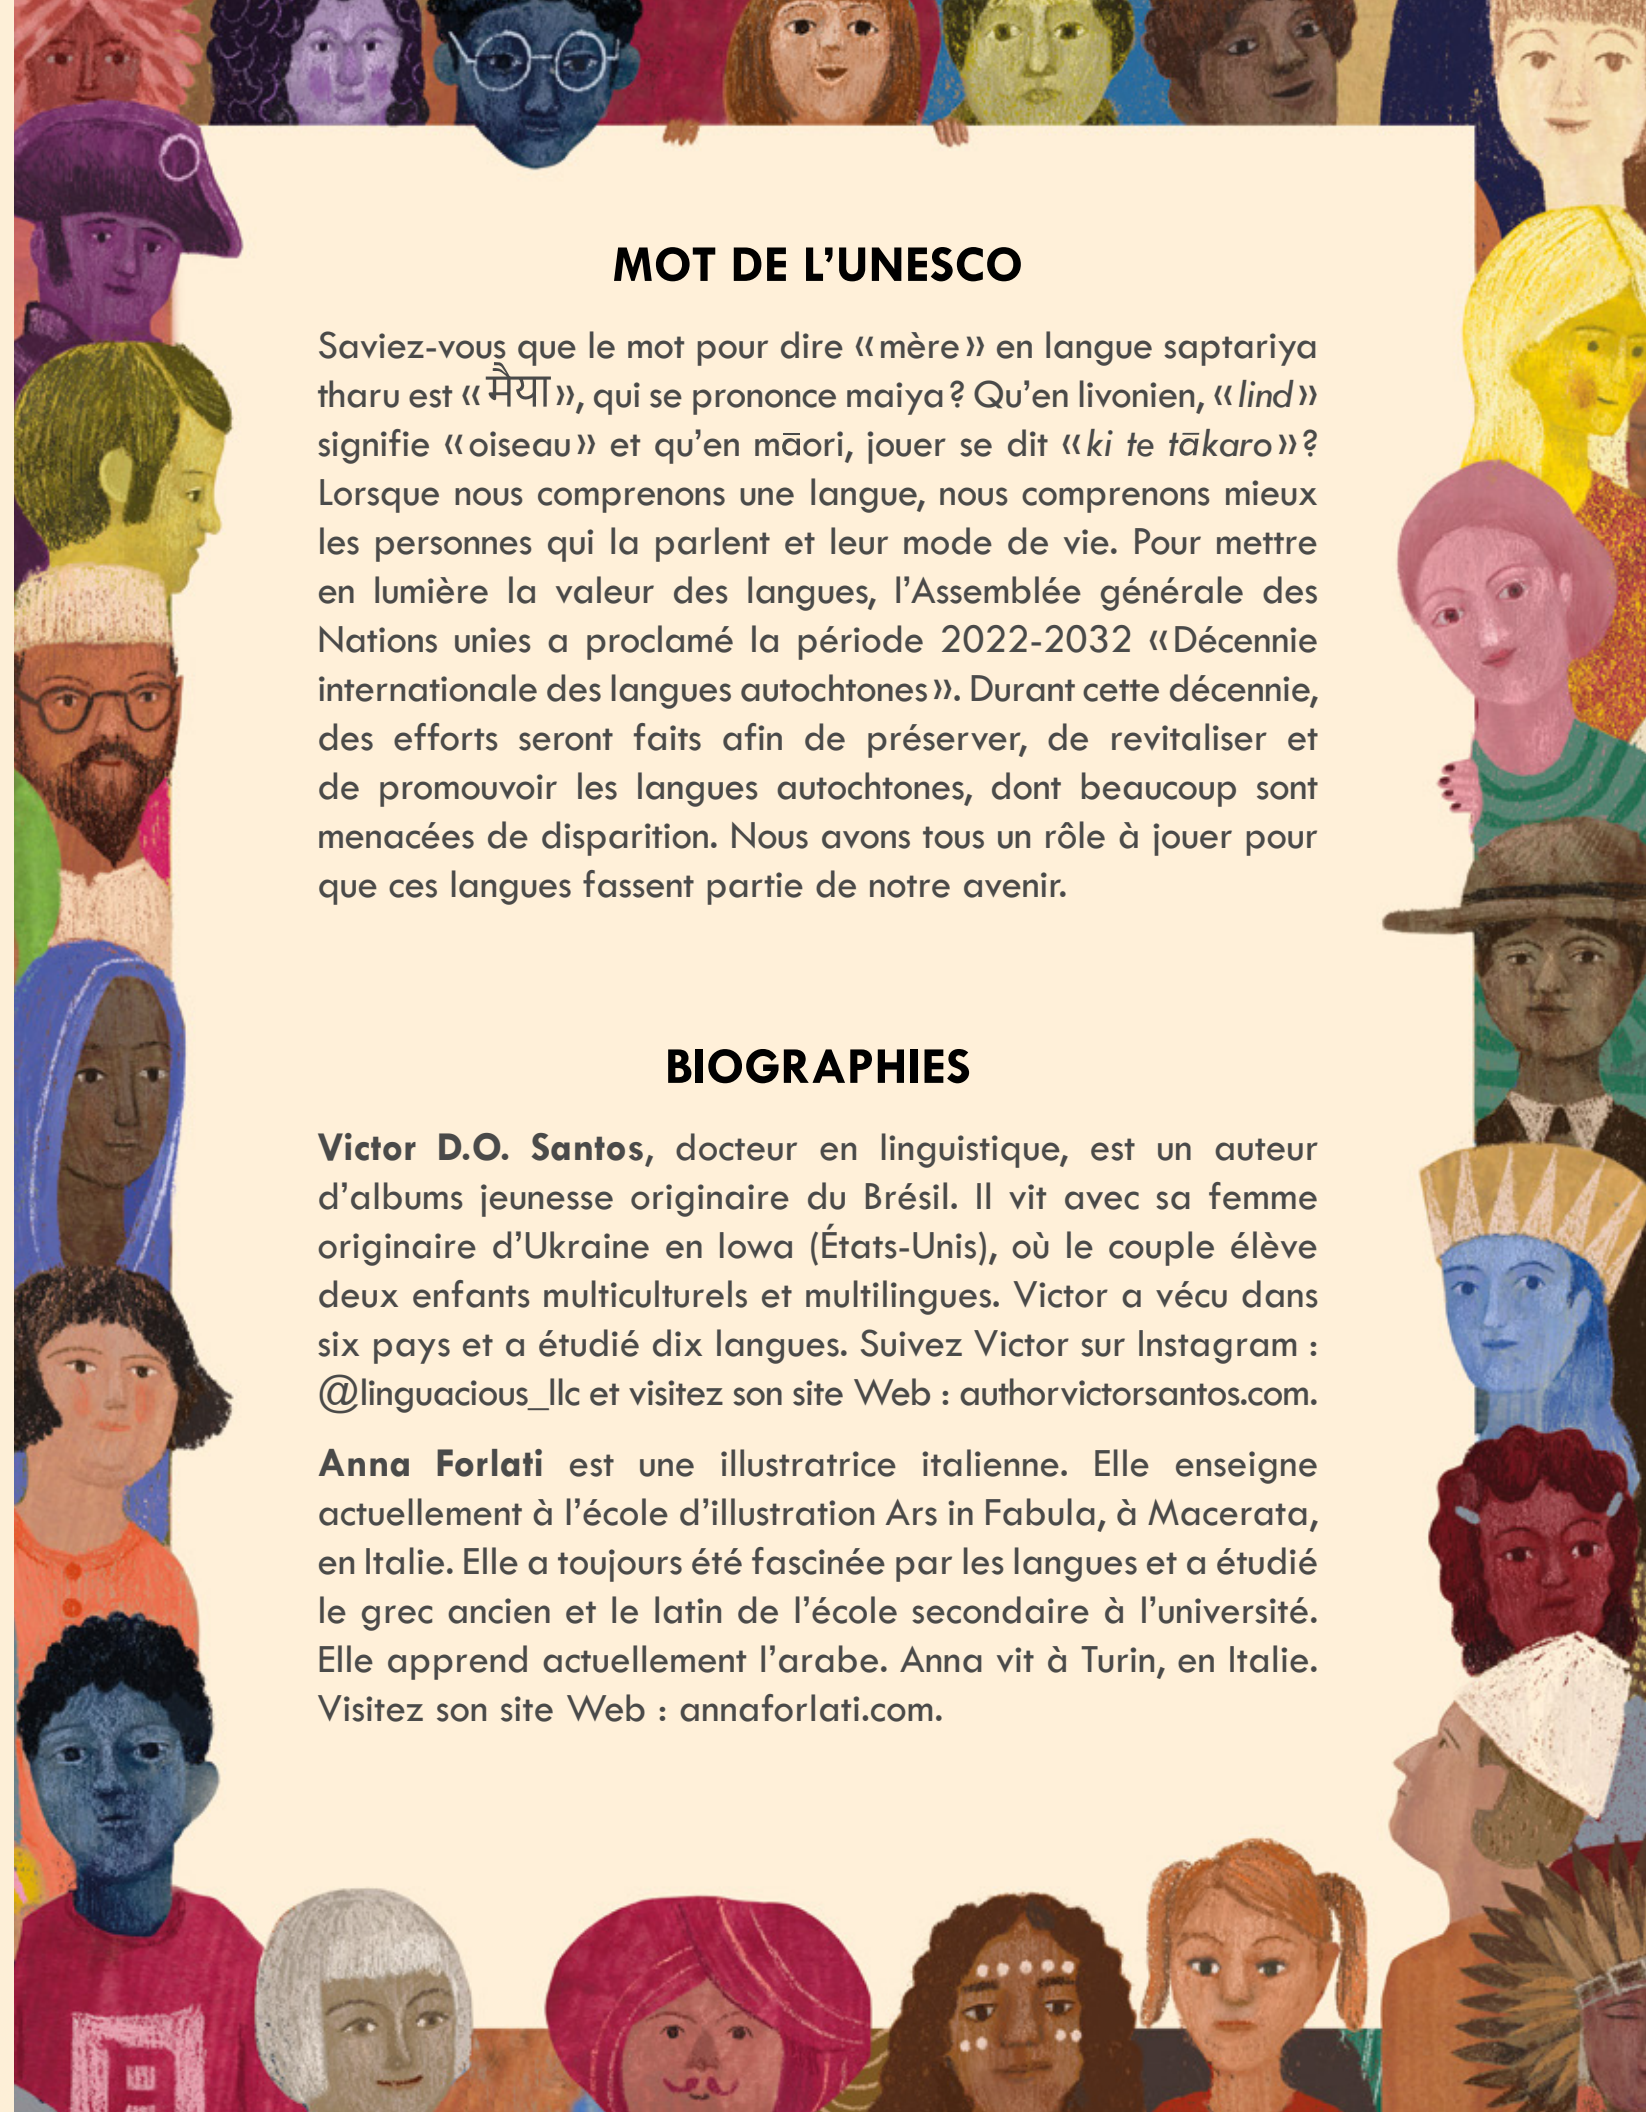 MOT DE L’UNESCO
Saviez-vous que le mot pour dire « mère » en langue saptariya
tharu est « मैया », qui se prononce maiya ? Qu’en livonien, « lind »
signifie « oiseau » et qu’en māori, jouer se dit « ki te tākaro » ?
Lorsque nous comprenons une langue, nous comprenons mieux
les personnes qui la parlent et leur mode de vie. Pour mettre
en lumière la valeur des langues, l’Assemblée générale des
Nations unies a proclamé la période 2022-2032 « Décennie
internationale des langues autochtones ». Durant cette décennie,
des efforts seront faits afin de préserver, de revitaliser et
de promouvoir les langues autochtones, dont beaucoup sont
menacées de disparition. Nous avons tous un rôle à jouer pour
que ces langues fassent partie de notre avenir.
BIOGRAPHIES
Victor D.O. Santos, docteur en linguistique, est un auteur
d’albums jeunesse originaire du Brésil. Il vit avec sa femme
originaire d’Ukraine en Iowa (États-Unis), où le couple élève
deux enfants multiculturels et multilingues. Victor a vécu dans
six pays et a étudié dix langues. Suivez Victor sur Instagram :
@linguacious_llc et visitez son site Web : authorvictorsantos.com.
Anna Forlati est une illustratrice italienne. Elle enseigne
actuellement à l’école d’illustration Ars in Fabula, à Macerata,
en Italie. Elle a toujours été fascinée par les langues et a étudié
le grec ancien et le latin de l’école secondaire à l’université.
Elle apprend actuellement l’arabe. Anna vit à Turin, en Italie.
Visitez son site Web : annaforlati.com.